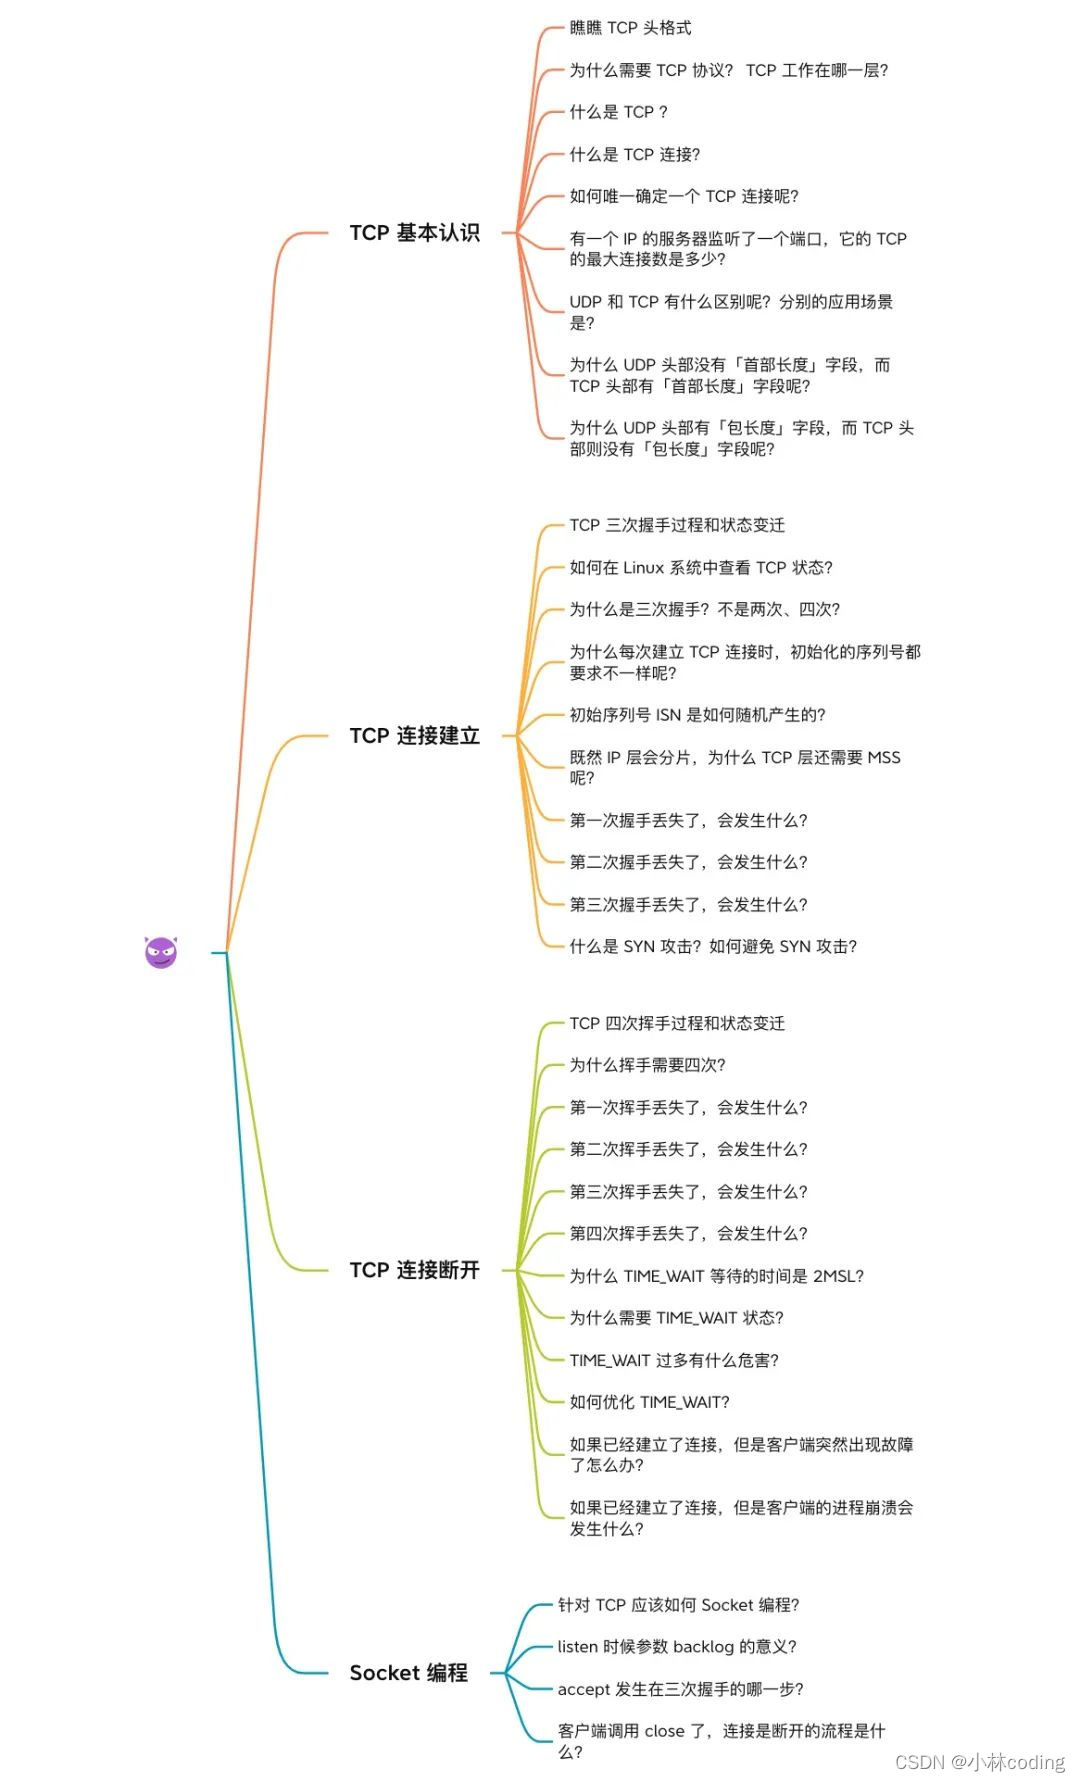 TCP 基本认识
瞧瞧 TCP 头格式
为什么需要 TCP 协议？ TCP 工作在哪一层？
什么是 TCP ？
什么是 TCP 连接？
如何唯一确定一个 TCP 连接呢？
有一个 IP 的服务器监听了一个端口，它的 TCP
的最大连接数是多少？
UDP 和 TCP 有什么区别呢？分别的应用场景
是？
为什么 UDP 头部没有「首部长度」字段，而
TCP 头部有「首部长度」字段呢？
为什么 UDP 头部有「包长度」字段，而 TCP 头
部则没有「包长度」字段呢？
TCP 连接建立
TCP 三次握手过程和状态变迁
如何在 Linux 系统中查看 TCP 状态？
为什么是三次握手？不是两次、四次？
为什么每次建立 TCP 连接时，初始化的序列号都
要求不一样呢？
初始序列号 ISN 是如何随机产生的？
既然 IP 层会分片，为什么 TCP 层还需要 MSS
呢？
第一次握手丢失了，会发生什么？
第二次握手丢失了，会发生什么？
第三次握手丢失了，会发生什么？
什么是 SYN 攻击？如何避免 SYN 攻击？
TCP 连接断开
TCP 四次挥手过程和状态变迁
为什么挥手需要四次？
第一次挥手丢失了，会发生什么？
第二次挥手丢失了，会发生什么？
第三次挥手丢失了，会发生什么？
第四次挥手丢失了，会发生什么？
为什么 TIME_WAIT 等待的时间是 2MSL？
为什么需要 TIME_WAIT 状态？
TIME_WAIT 过多有什么危害？
如何优化 TIME_WAIT？
如果已经建立了连接，但是客户端突然出现故障
了怎么办？
如果已经建立了连接，但是客户端的进程崩溃会
发生什么？
Socket 编程
针对 TCP 应该如何 Socket 编程？
listen 时候参数 backlog 的意义？
accept 发生在三次握手的哪一步？
客户端调用 close 了，连接是断开的流程是什
么？
CSDN @小林coding